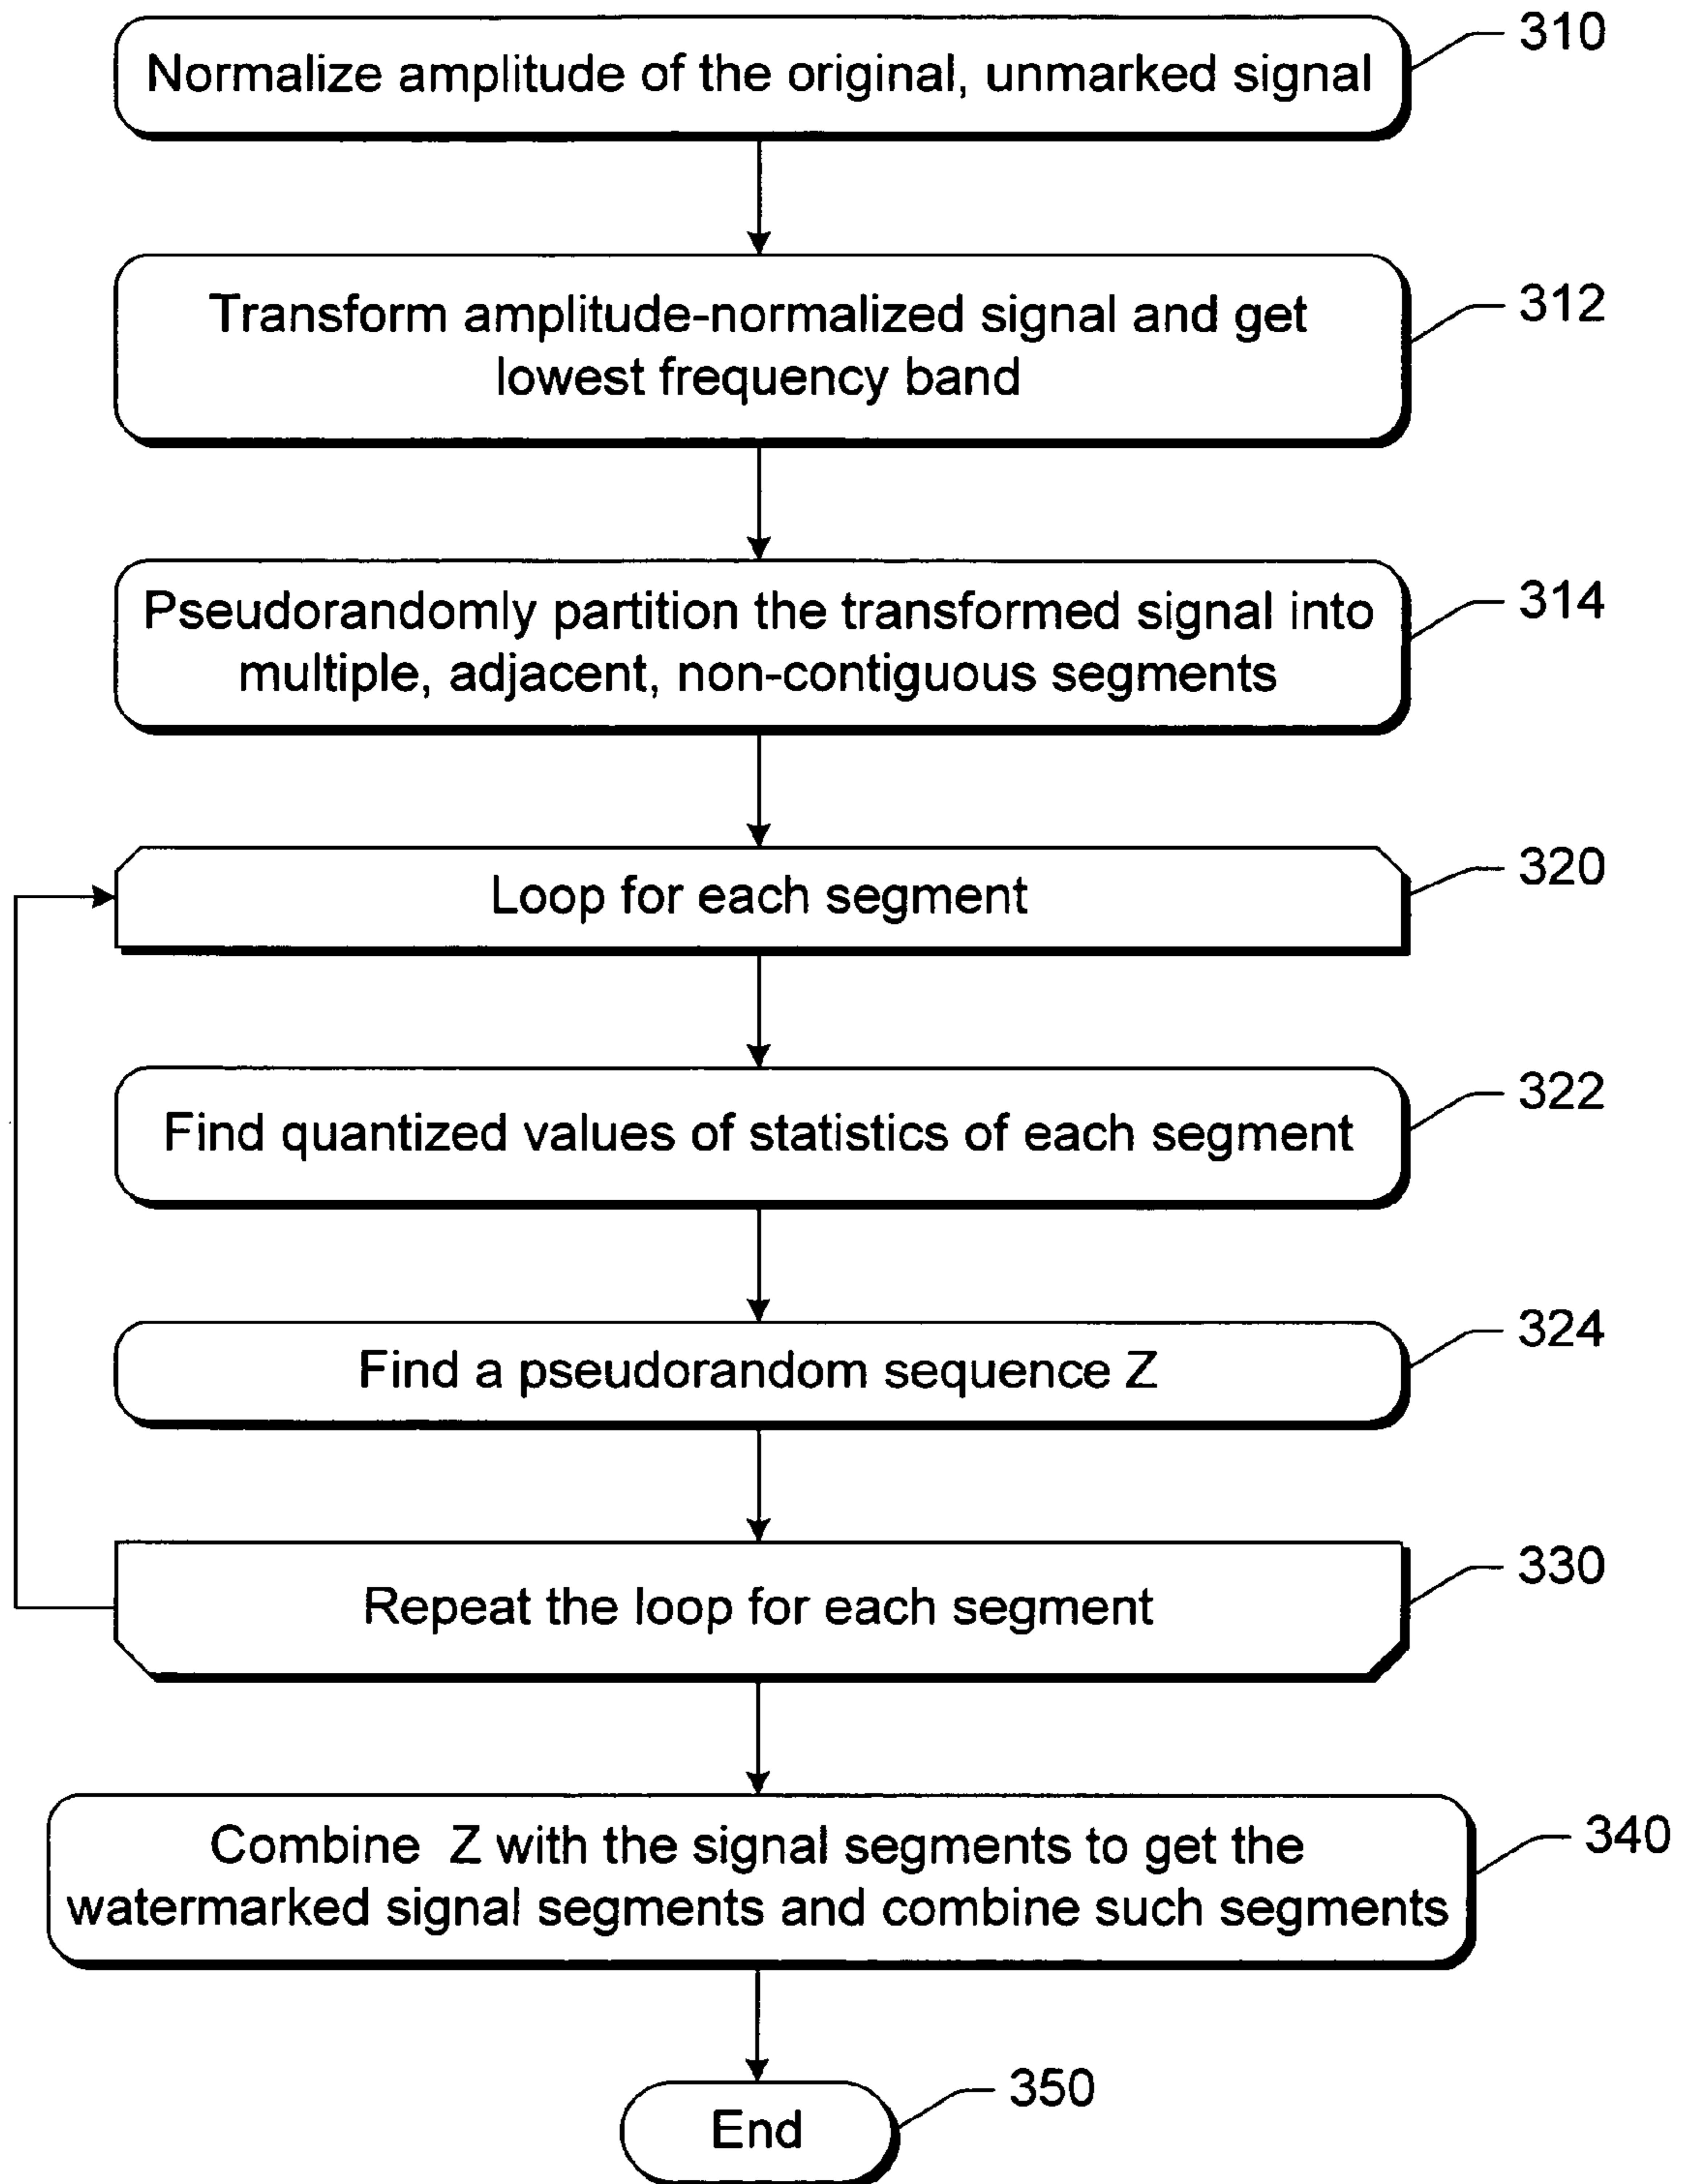 Normalize amplitude of the original, unmarked signal
310
Transform amplitude-normalized signal and get
lowest frequency band
312
Pseudorandomly partition the transformed signal into
multiple, adjacent, non-contiguous segments
314
Loop for each segment
320
Find quantized values of statistics of each segment
322
Find a pseudorandom sequence Z
324
Repeat the loop for each segment
330
Combine Z with the signal segments to get the
watermarked signal segments and combine such segments
340
End
350